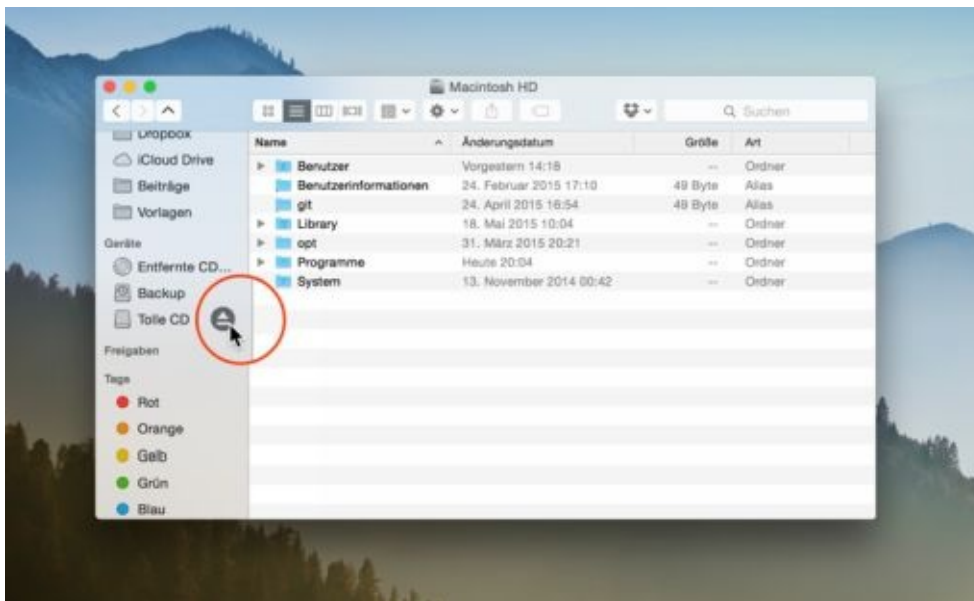 Macintosh HD
Suchen
Dropbox
iCloud Drive
Beiträge
Vorlagen
Geräte
Entfernte CD...
Backup
Tolle CD
Freigaben
Tags
Rot
Orange
Gelb
Grün
Blau
Name Änderungsdatum Größe Art
Benutzer Vorgestern 14:18 -- Ordner
Benutzerinformationen 24. Februar 2015 17:10 49 Byte Alias
git 24. April 2015 16:54 49 Byte Alias
Library 18. Mai 2015 10:04 -- Ordner
opt 31. März 2015 20:21 -- Ordner
Programme Heute 20:04 -- Ordner
System 13. November 2014 00:42 -- Ordner